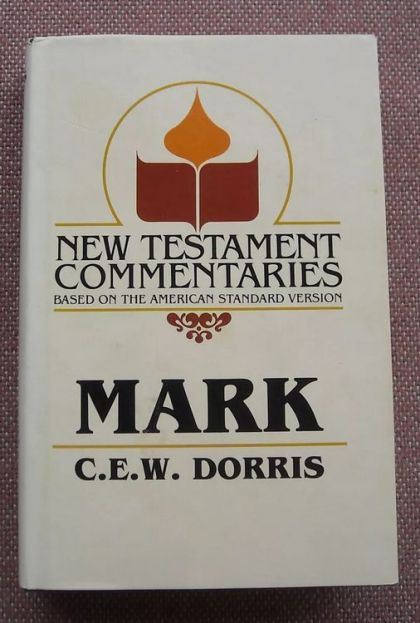 NEW TESTAMENT
COMMENTARIES
BASED ON THE AMERICAN STANDARD VERSION
MARK
C.E.W. DORRIS